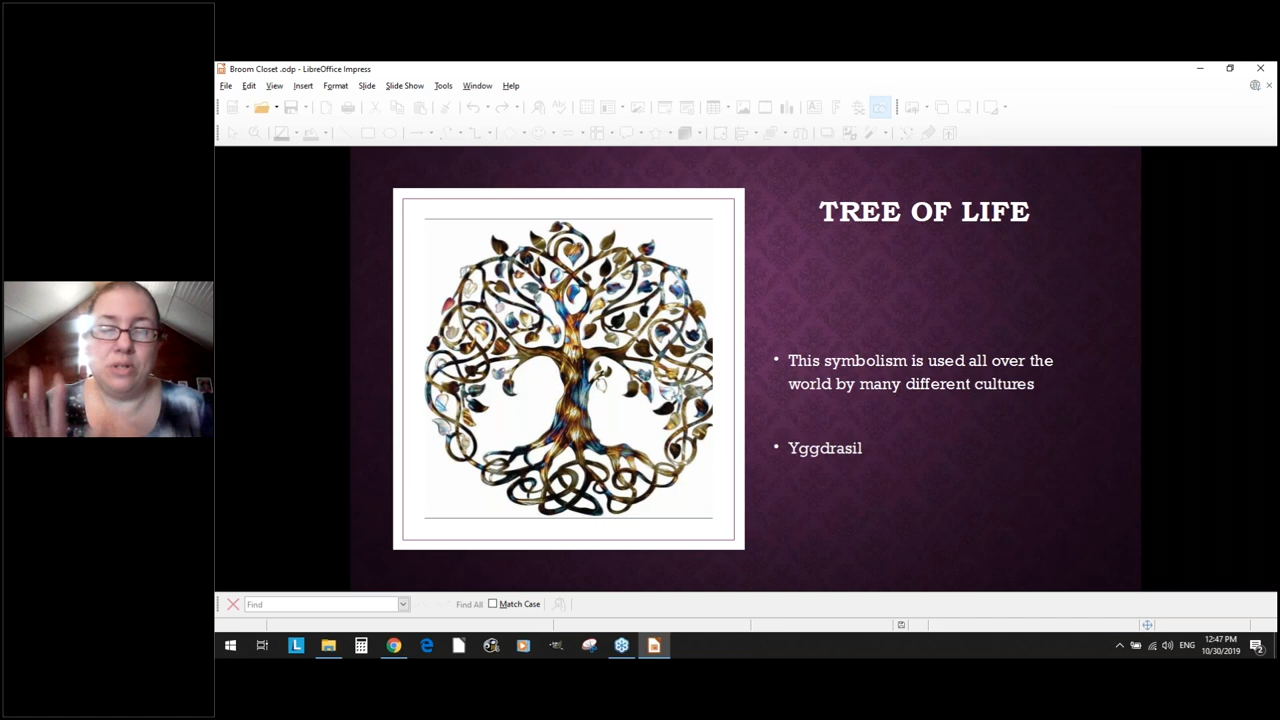 Broom Closet .odp - LibreOffice Impress
File Edit View Insert Format Slide Slide Show Tools Window Help
TREE OF LIFE
• This symbolism is used all over the
world by many different cultures
• Yggdrasil
Find Find All Match Case
L ENG 12:47 PM
10/30/2019 2